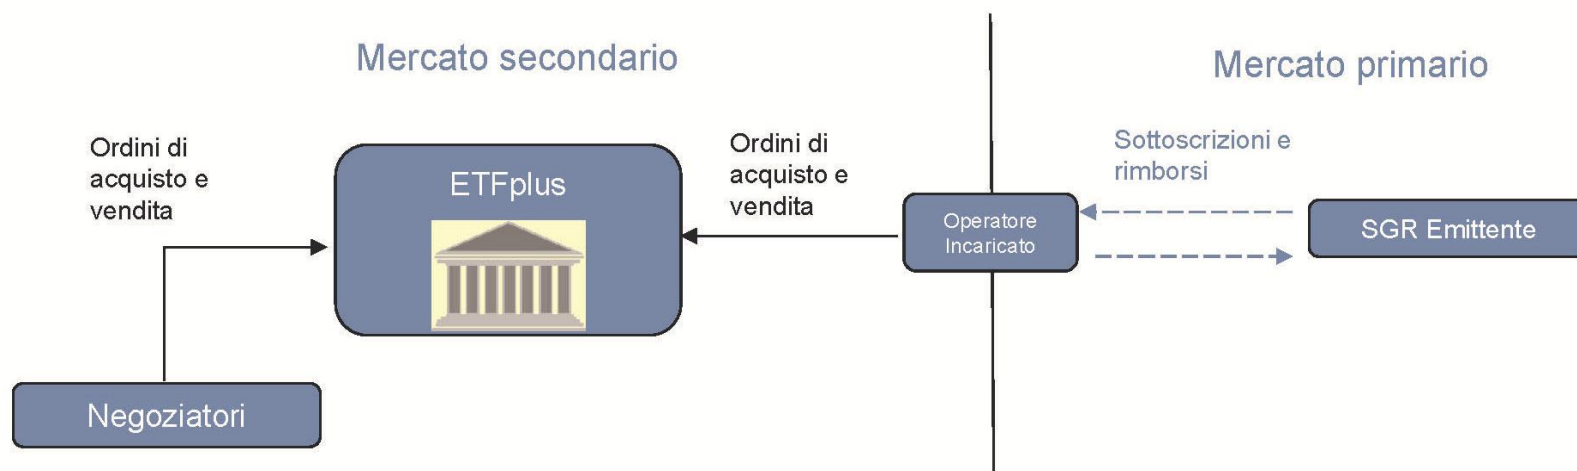 Mercato secondario
Mercato primario
Ordini di
acquisto e
vendita
ETFplus
Ordini di
acquisto e
vendita
Sottoscrizioni e
rimborsi
Operatore
Incaricato
SGR Emittente
Negoziatori